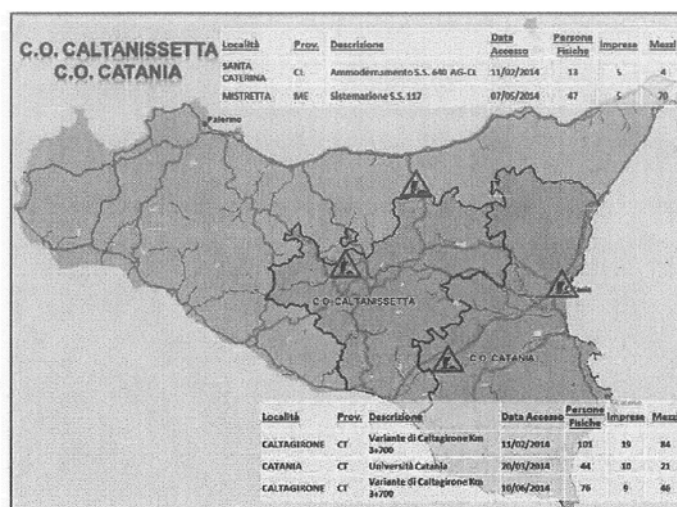 C.O. CALTANISSETTA
C.O. CATANIA
Località Prov. Descrizione Data Accesso Persone Fisiche Imprese Mezzi
SANTA CATERINA CL Ammodernamento S.S. 640 AG-CL 11/02/2014 13 5 4
MISTRETTA ME Sistemazione S.S. 117 07/05/2014 47 5 20
Palermo
Catania
C.O. CALTANISSETTA
C.O. CATANIA
Località Prov. Descrizione Data Accesso Persone Fisiche Imprese Mezzi
CALTAGIRONE CT Variante di Caltagirone Km 3+700 11/02/2014 101 19 84
CATANIA CT Università Catania 20/03/2014 44 10 21
CALTAGIRONE CT Variante di Caltagirone Km 3+700 10/06/2014 76 9 46